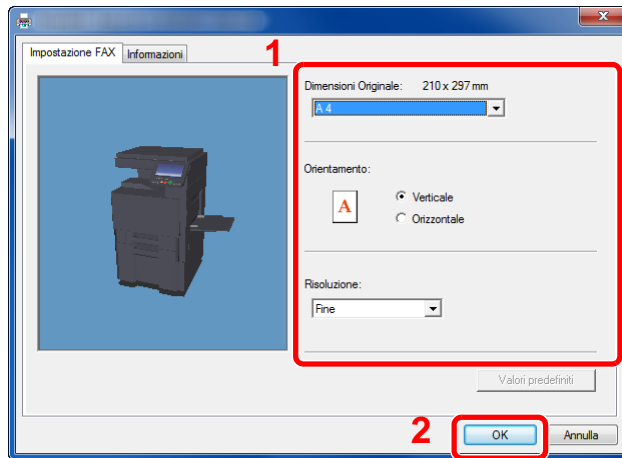 Impostazione FAX
Informazioni
1
Dimensioni Originale: 210 x 297 mm
A 4
Orientamento:
A
Verticale
Orizzontale
Risoluzione:
Fine
Valori predefiniti
2
OK
Annulla